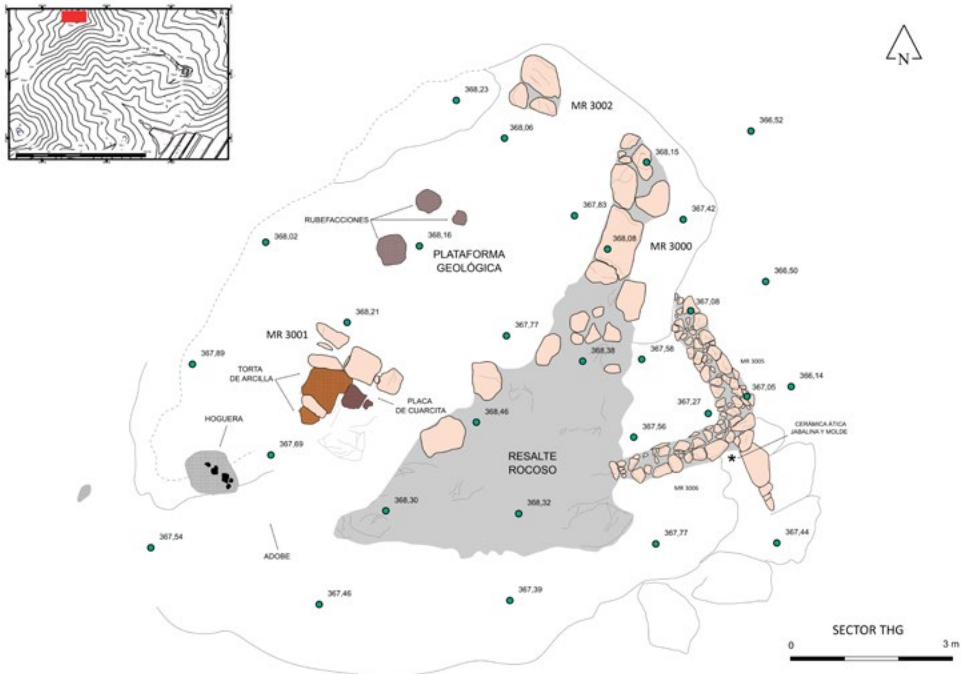 N
368,23
MR 3002
368,06
366,52
368,15
RUBEFACCIONES
367,83
367,42
368,02
368,16
368,08
MR 3000
PLATAFORMA
GEOLÓGICA
366,50
367,08
368,21
MR 3001
367,77
367,58
368,38
MR 3005
367,89
TORTA
DE ARCILLA
366,14
367,05
PLACA
DE CUARCITA
367,27
HOGUERA
368,46
CERÁMICA ÁTICA
JABALINA Y MOLDE
367,56
*
367,69
RESALTE
ROCOSO
MR 3006
368,30
368,32
367,54
ADOBE
367,77
367,44
367,46
367,39
SECTOR THG
0
3 m